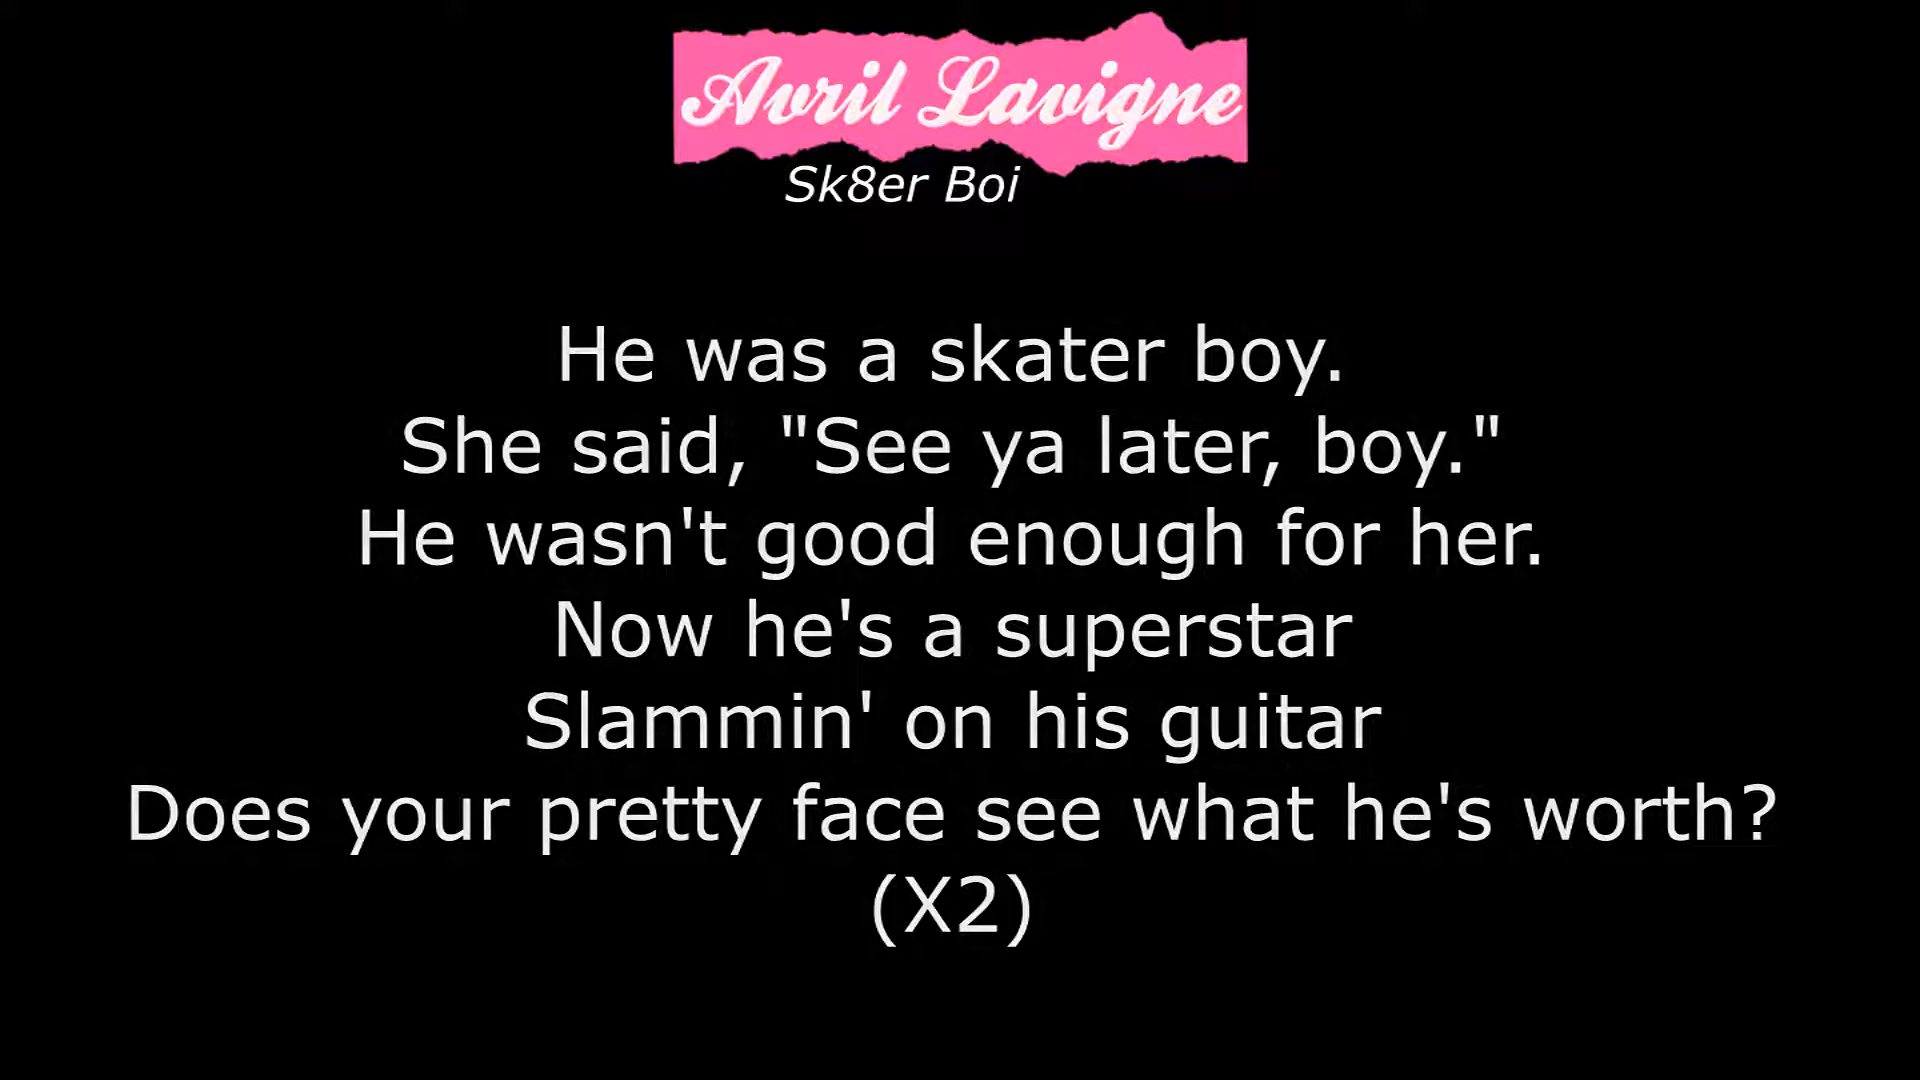 Avril Lavigne
Sk8er Boi
He was a skater boy.
She said, "See ya later, boy."
He wasn't good enough for her.
Now he's a superstar
Slammin' on his guitar
Does your pretty face see what he's worth?
(X2)